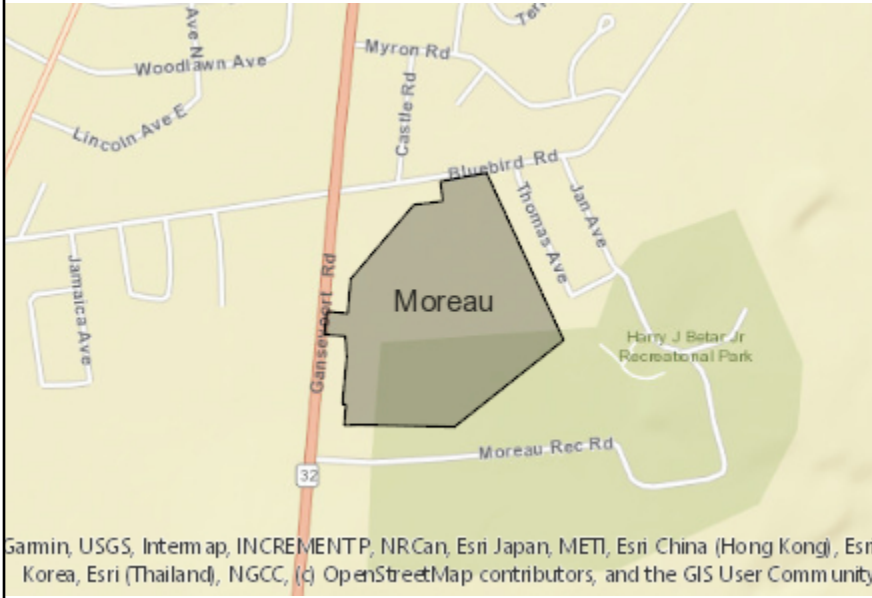 Ter
Ave N
Myron Rd
Woodlawn Ave
Castle Rd
Lincoln Ave E
Bluebird Rd
Thomas Ave
Jan Ave
Jamaica Ave
Gansevoort Rd
Moreau
Harry J Betar Jr
Recreational Park
Moreau Rec Rd
32
Garmin, USGS, Intermap, INCREMENT P, NRCan, Esri Japan, METI, Esri China (Hong Kong), Esri
Korea, Esri (Thailand), NGCC, (c) OpenStreetMap contributors, and the GIS User Community